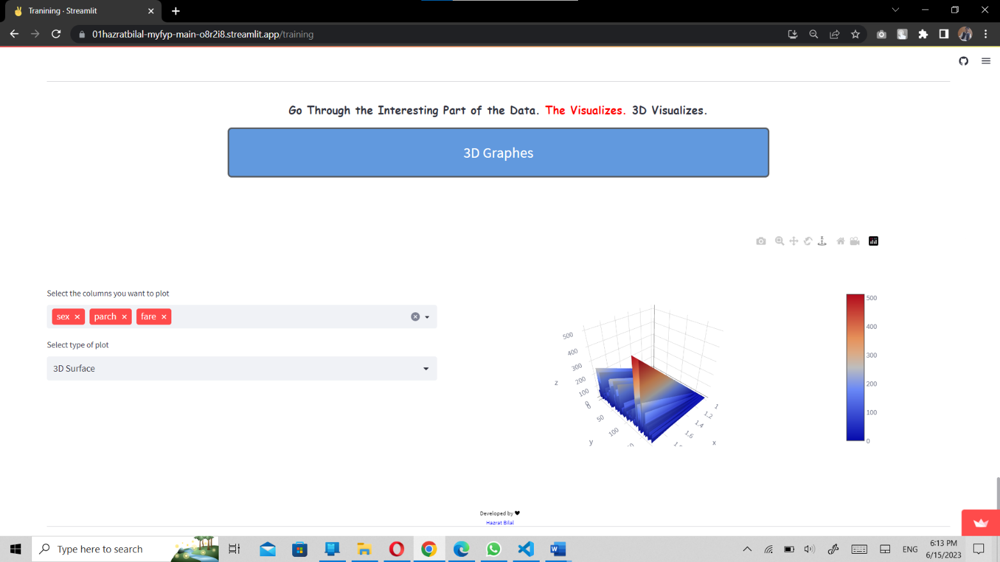 Tranining · Streamlit
01hazratbilal-myfyp-main-o8r2i8.streamlit.app/training
Go Through the Interesting Part of the Data. The Visualizes. 3D Visualizes.
3D Graphes
Select the columns you want to plot
sex parch fare
Select type of plot
3D Surface
500
400
300
200
100
0
z
0
50
100
y
1
1.2
1.4
1.6
x
500
400
300
200
100
0
Developed by
Hazrat Bilal
Type here to search
ENG
6:13 PM
6/15/2023